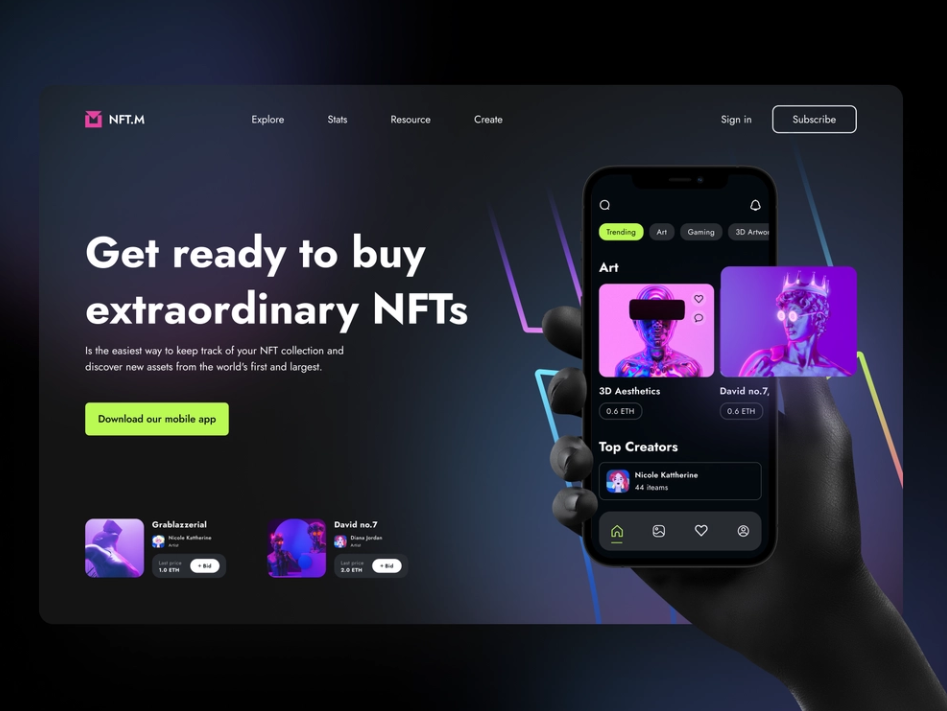 NFT.M
Explore
Stats
Resource
Create
Sign in
Subscribe
Get ready to buy
extraordinary NFTs
Is the easiest way to keep track of your NFT collection and
discover new assets from the world's first and largest.
Download our mobile app
Grablazzerial
Nicole Kattherine
Artist
Last price
1.0 ETH
+ Bid
David no.7
Diana Jordan
Artist
Last price
3.0 ETH
+ Bid
Trending
Art
Gaming
3D Artwor
Art
3D Aesthetics
0.6 ETH
David no.7,
0.6 ETH
Top Creators
Nicole Kattherine
44 iteams